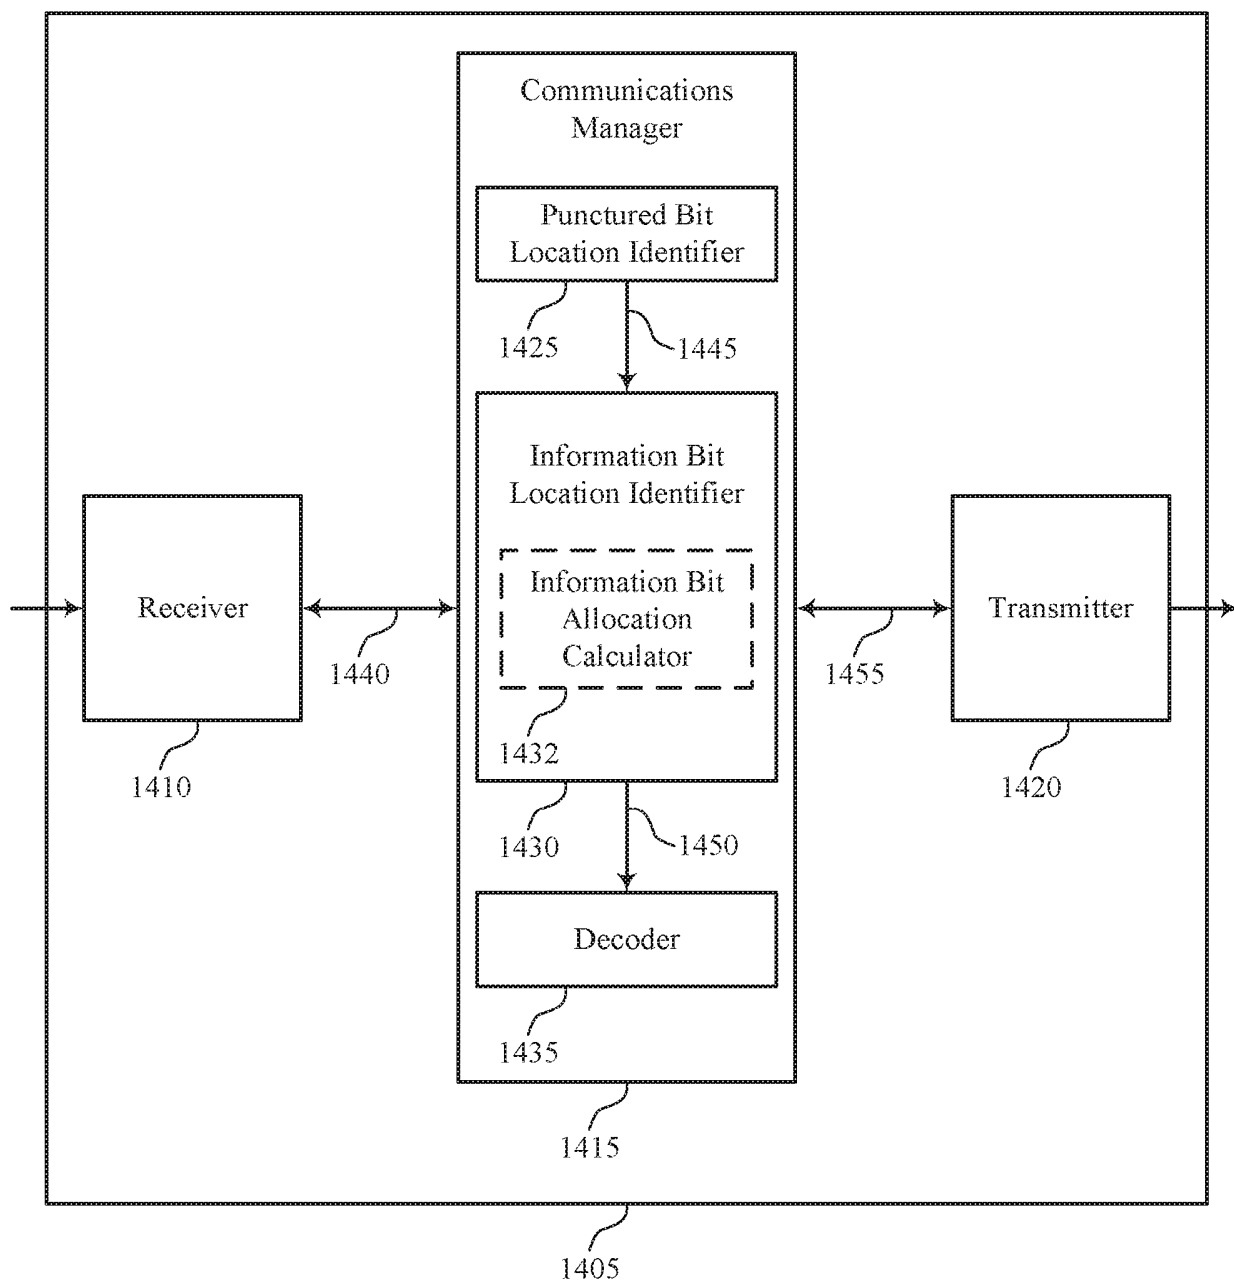 Communications
Manager
Punctured Bit
Location Identifier
1425
1445
Information Bit
Location Identifier
Information Bit
Allocation
Calculator
1432
Receiver
1440
1410
Transmitter
1455
1420
1430
1450
Decoder
1435
1415
1405